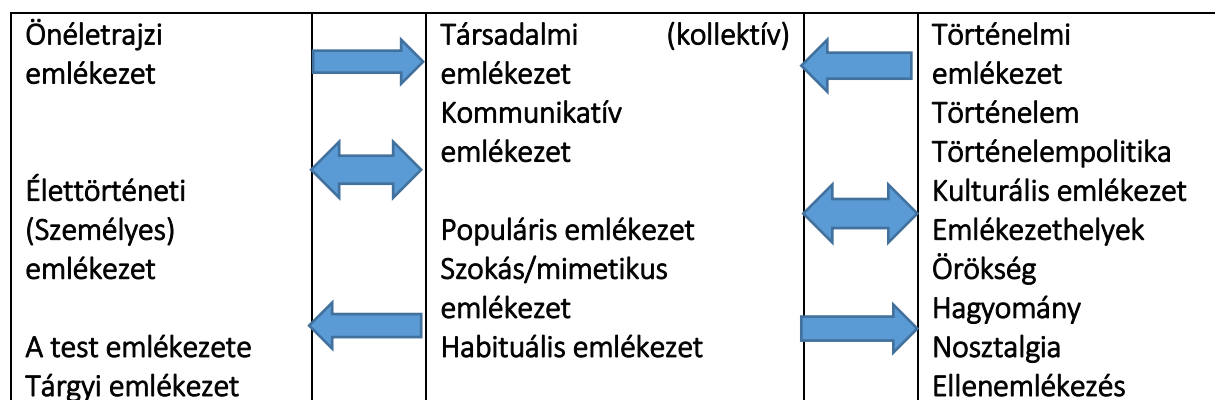 Önéletrajzi
emlékezet
Élettörténeti
(Személyes)
emlékezet
A test emlékezete
Tárgyi emlékezet
Társadalmi (kollektív)
emlékezet
Kommunikatív
emlékezet
Populáris emlékezet
Szokás/mimetikus
emlékezet
Habituális emlékezet
Történelmi
emlékezet
Történelem
Történelempolitika
Kulturális emlékezet
Emlékezethelyek
Örökség
Hagyomány
Nosztalgia
Ellenemlékezés